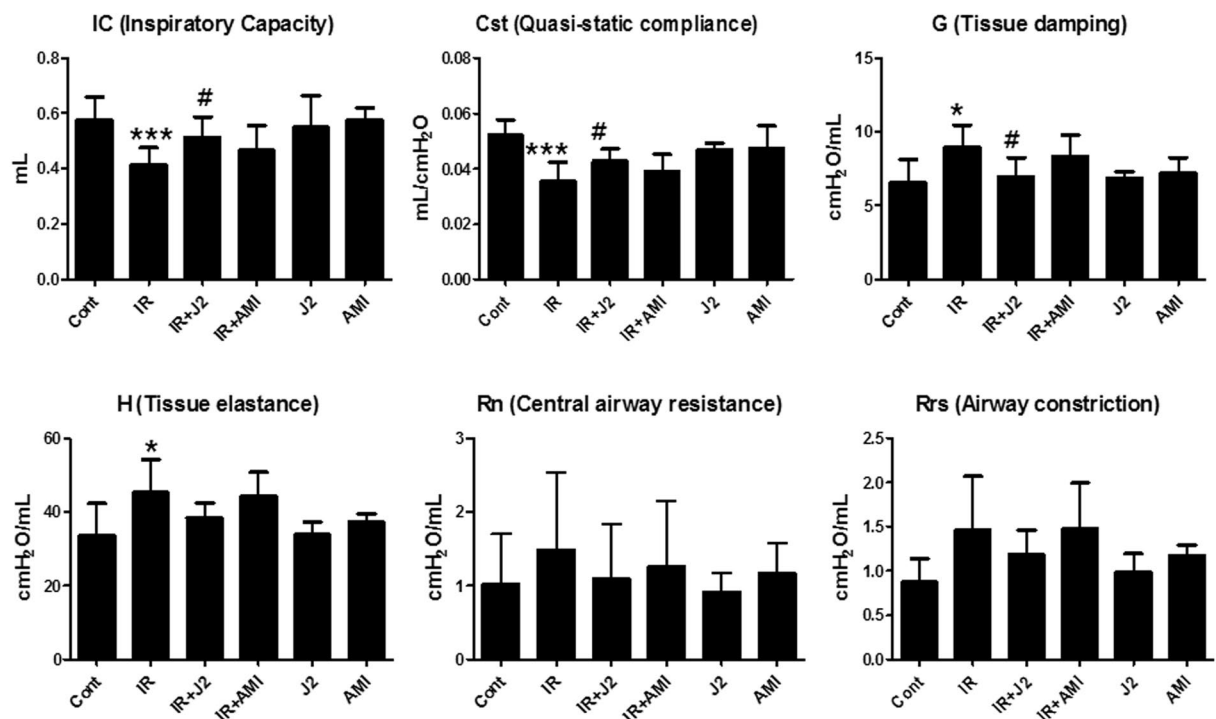 IC (Inspiratory Capacity)
mL
0.8
0.6
0.4
0.2
0.0
***
#
Cont
IR
IR+J2
IR+AMI
J2
AMI
Cst (Quasi-static compliance)
mL/cmH₂O
0.08
0.06
0.04
0.02
0.00
***
#
Cont
IR
IR+J2
IR+AMI
J2
AMI
G (Tissue damping)
cmH₂O/mL
15
10
5
0
*
#
Cont
IR
IR+J2
IR+AMI
J2
AMI
H (Tissue elastance)
cmH₂O/mL
60
40
20
0
*
Cont
IR
IR+J2
IR+AMI
J2
AMI
Rn (Central airway resistance)
cmH₂O/mL
3
2
1
0
Cont
IR
IR+J2
IR+AMI
J2
AMI
Rrs (Airway constriction)
cmH₂O/mL
2.5
2.0
1.5
1.0
0.5
0.0
Cont
IR
IR+J2
IR+AMI
J2
AMI